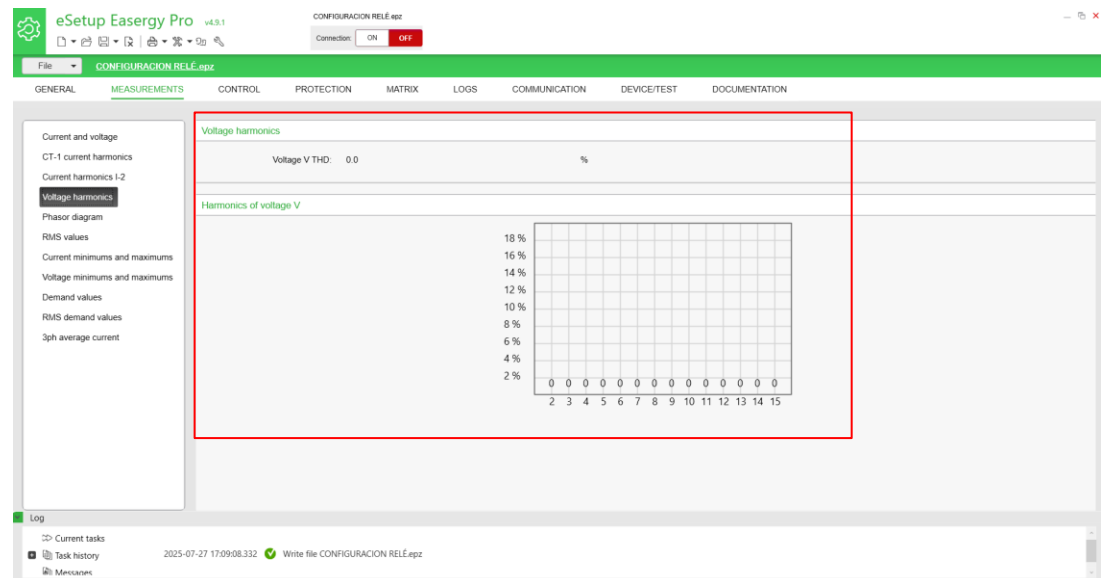 eSetup Easergy Pro v4.9.1
CONFIGURACION RELÉ.epz
Connection: ON OFF
File CONFIGURACION RELÉ.epz
GENERAL MEASUREMENTS CONTROL PROTECTION MATRIX LOGS COMMUNICATION DEVICE/TEST DOCUMENTATION
Current and voltage
CT-1 current harmonics
Current harmonics I-2
Voltage harmonics
Phasor diagram
RMS values
Current minimums and maximums
Voltage minimums and maximums
Demand values
RMS demand values
3ph average current
Voltage harmonics
Voltage V THD: 0.0 %
Harmonics of voltage V
18 %
16 %
14 %
12 %
10 %
8 %
6 %
4 %
2 %
0 0 0 0 0 0 0 0 0 0 0 0 0 0
2 3 4 5 6 7 8 9 10 11 12 13 14 15
Log
Current tasks
Task history
Messages
2025-07-27 17:09:08.332 Write file CONFIGURACION RELÉ.epz